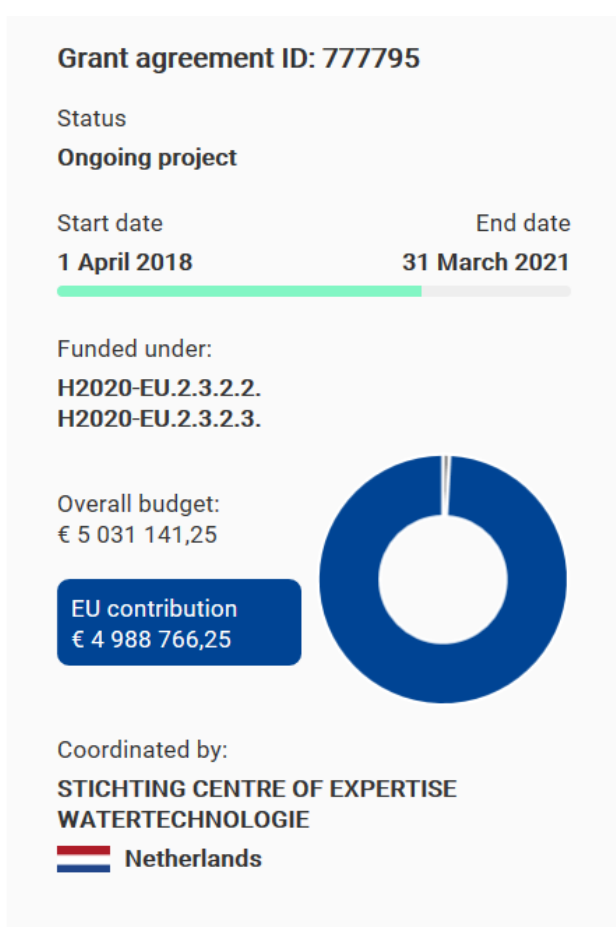 Grant agreement ID: 777795
Status
Ongoing project
Start date
End date
1 April 2018
31 March 2021
Funded under:
H2020-EU.2.3.2.2.
H2020-EU.2.3.2.3.
Overall budget:
€ 5 031 141,25
EU contribution
€ 4 988 766,25
Coordinated by:
STICHTING CENTRE OF EXPERTISE
WATERTECHNOLOGIE
Netherlands